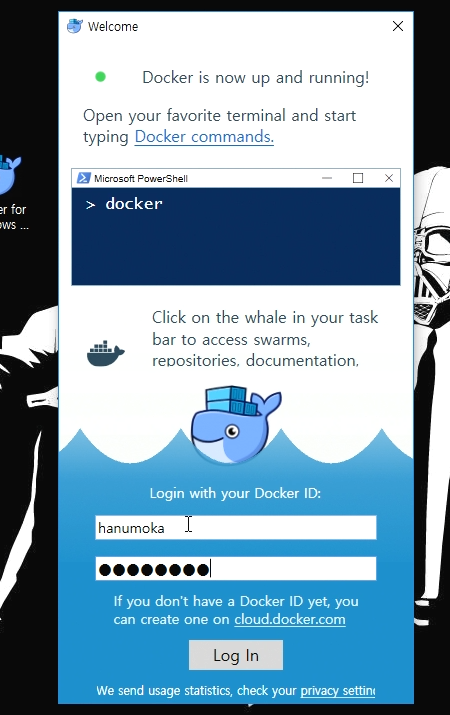 Welcome
Docker is now up and running!
Open your favorite terminal and start
typing Docker commands.
Microsoft PowerShell
> docker
er for
ows ...
Click on the whale in your task
bar to access swarms,
repositories, documentation,
Login with your Docker ID:
hanumoka
●●●●●●●●
If you don't have a Docker ID yet, you
can create one on cloud.docker.com
Log In
We send usage statistics, check your privacy settin